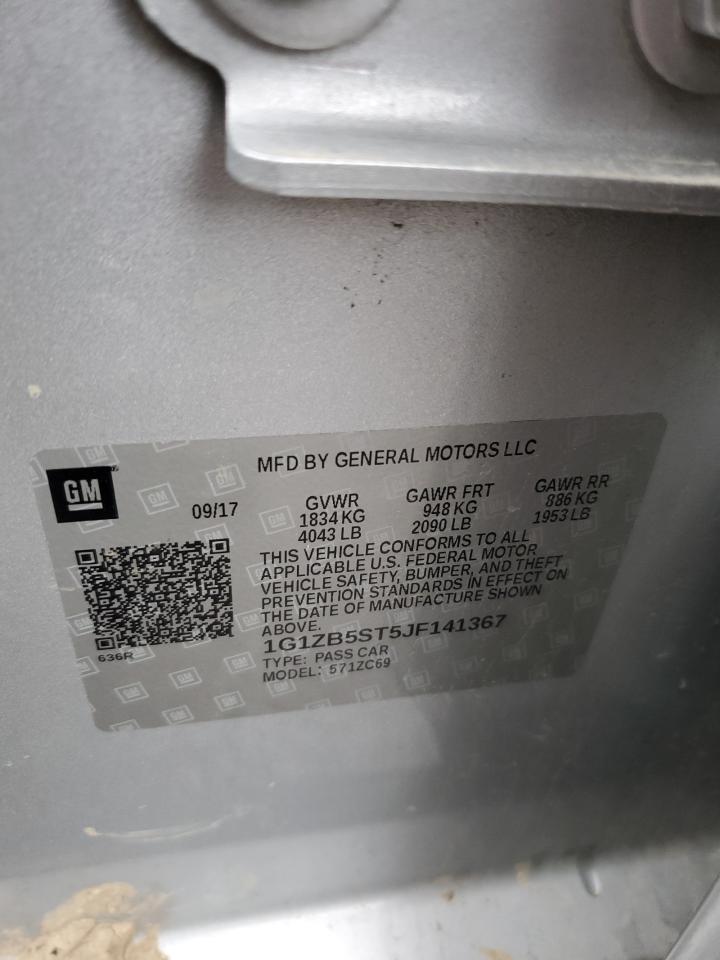 MFD BY GENERAL MOTORS LLC
GM
09/17
GVWR
1834 KG
4043 LB
GAWR FRT
948 KG
2090 LB
GAWR RR
886 KG
1953 LB
THIS VEHICLE CONFORMS TO ALL
APPLICABLE U.S. FEDERAL MOTOR
VEHICLE SAFETY, BUMPER, AND THEFT
PREVENTION STANDARDS IN EFFECT ON
THE DATE OF MANUFACTURE SHOWN
ABOVE.
1G1ZB5ST5JF141367
TYPE: PASS CAR
MODEL: 571ZC69
636R